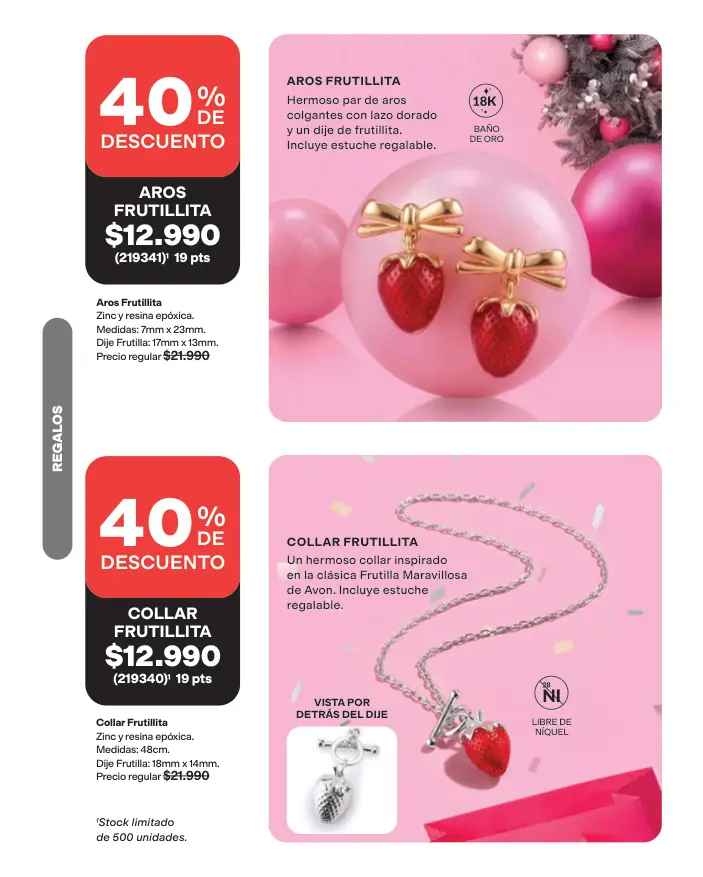 40%
DE
DESCUENTO
AROS
FRUTILLITA
$12.990
(219341)¹ 19 pts
Aros Frutillita
Zinc y resina epóxica.
Medidas: 7mm x 23mm.
Dije Frutilla: 17mm x 13mm.
Precio regular $21.990
AROS FRUTILLITA
Hermoso par de aros
colgantes con lazo dorado
y un dije de frutillita.
Incluye estuche regalable.
18K
BAÑO
DE ORO
REGALOS
40%
DE
DESCUENTO
COLLAR
FRUTILLITA
$12.990
(219340)¹ 19 pts
Collar Frutillita
Zinc y resina epóxica.
Medidas: 48cm.
Dije Frutilla: 18mm x 14mm.
Precio regular $21.990
¹Stock limitado
de 500 unidades.
COLLAR FRUTILLITA
Un hermoso collar inspirado
en la clásica Frutilla Maravillosa
de Avon. Incluye estuche
regalable.
VISTA POR
DETRÁS DEL DIJE
28
NI
LIBRE DE
NÍQUEL